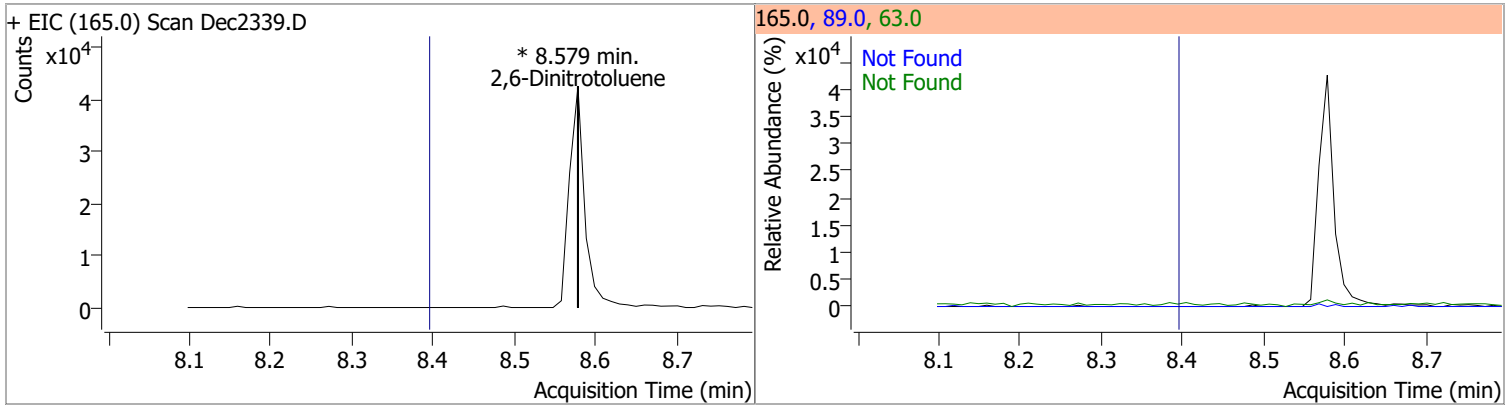 + EIC (165.0) Scan Dec2339.D
Counts
x10⁴
* 8.579 min.
2,6-Dinitrotoluene
4
3
2
1
0
8.1 8.2 8.3 8.4 8.5 8.6 8.7
Acquisition Time (min)
165.0, 89.0, 63.0
Relative Abundance (%)
x10⁴
Not Found
Not Found
4
3.5
3
2.5
2
1.5
1
0.5
0
8.1 8.2 8.3 8.4 8.5 8.6 8.7
Acquisition Time (min)